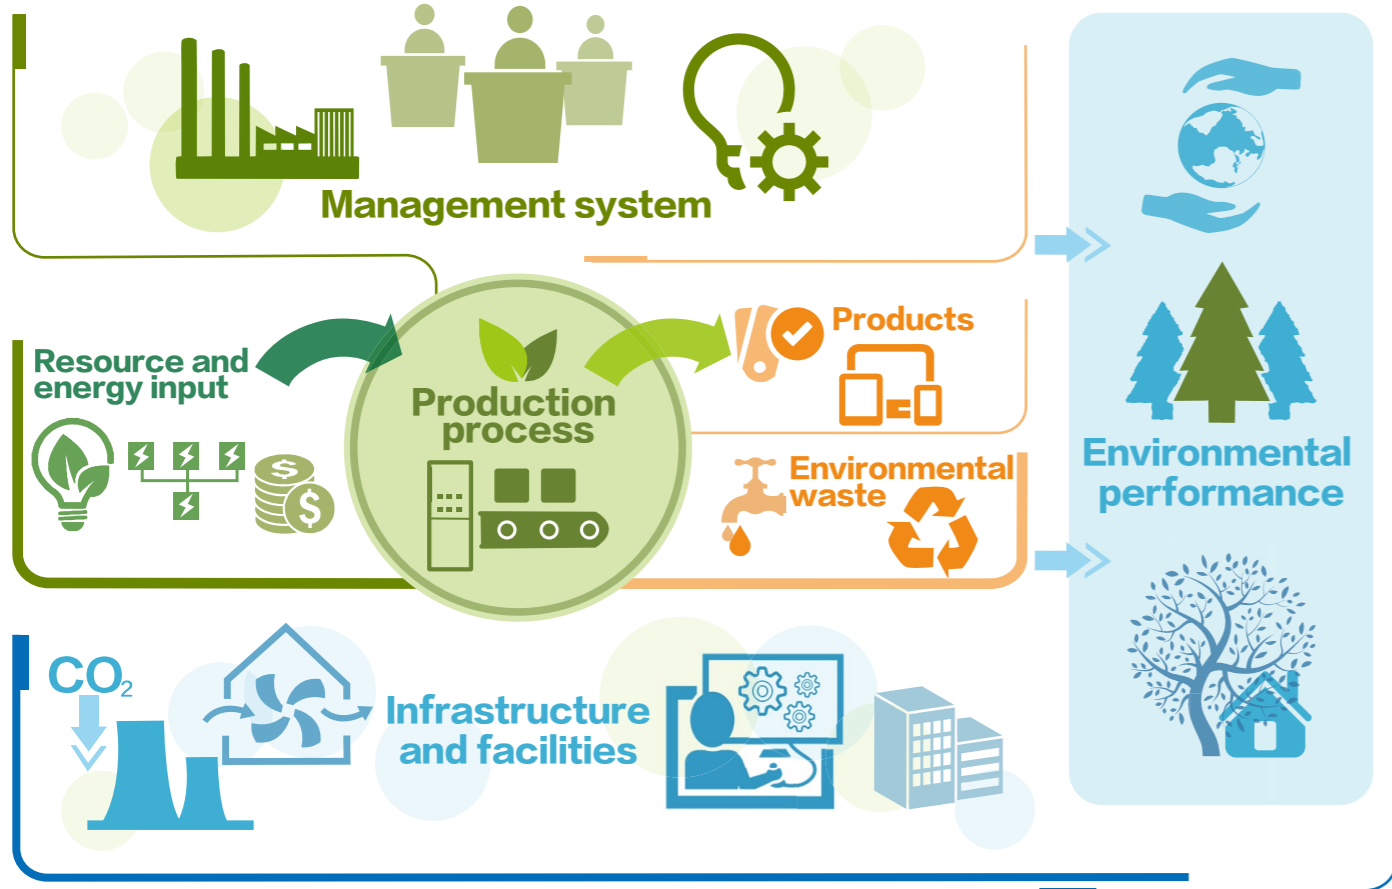 Management system
Resource and
energy input
$
$
Production
process
Products
Environmental
waste
Environmental
performance
CO₂
Infrastructure
and facilities